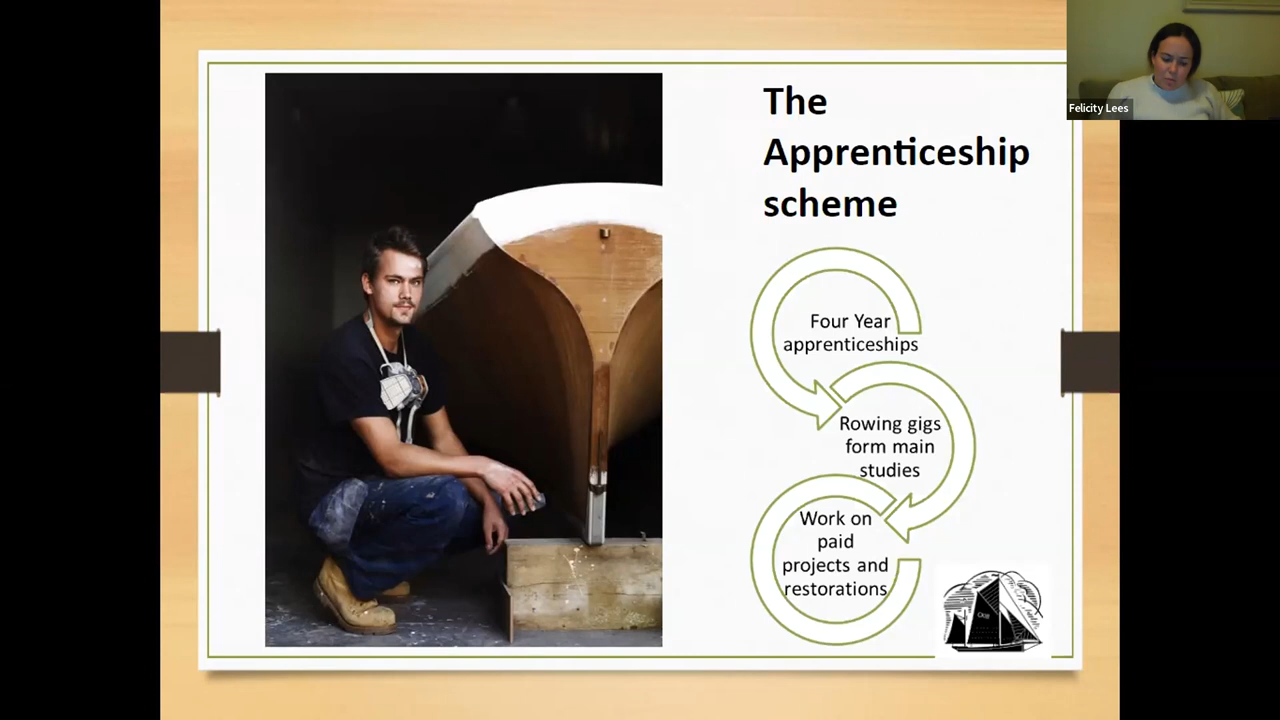 The
Apprenticeship
scheme
Felicity Lees
Four Year
apprenticeships
Rowing gigs
form main
studies
Work on
paid
projects and
restorations